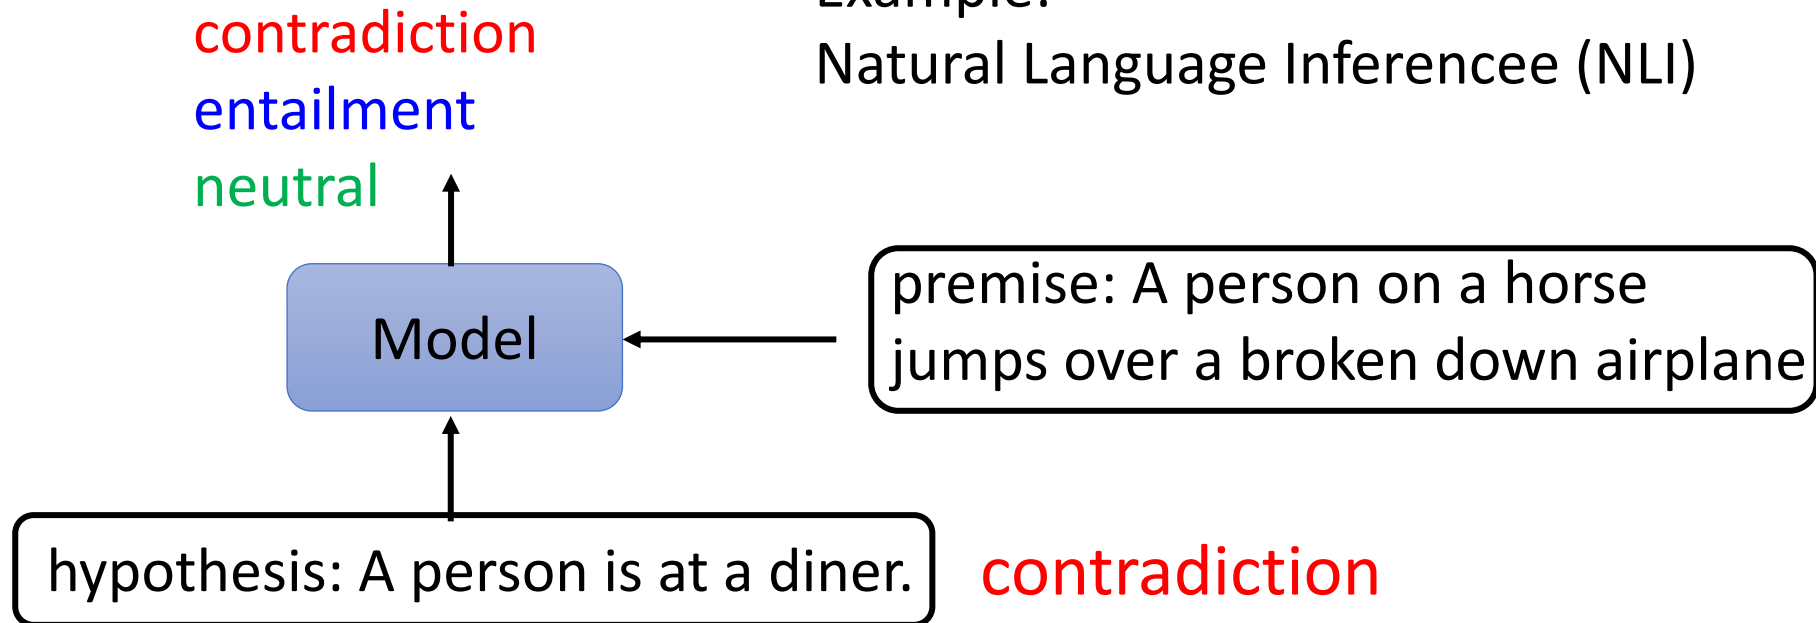 Example:
contradiction
Natural Language Inferencee (NLI)
entailment
neutral
premise: A person on a horse
jumps over a broken down airplane
Model
hypothesis: A person is at a diner.
contradiction